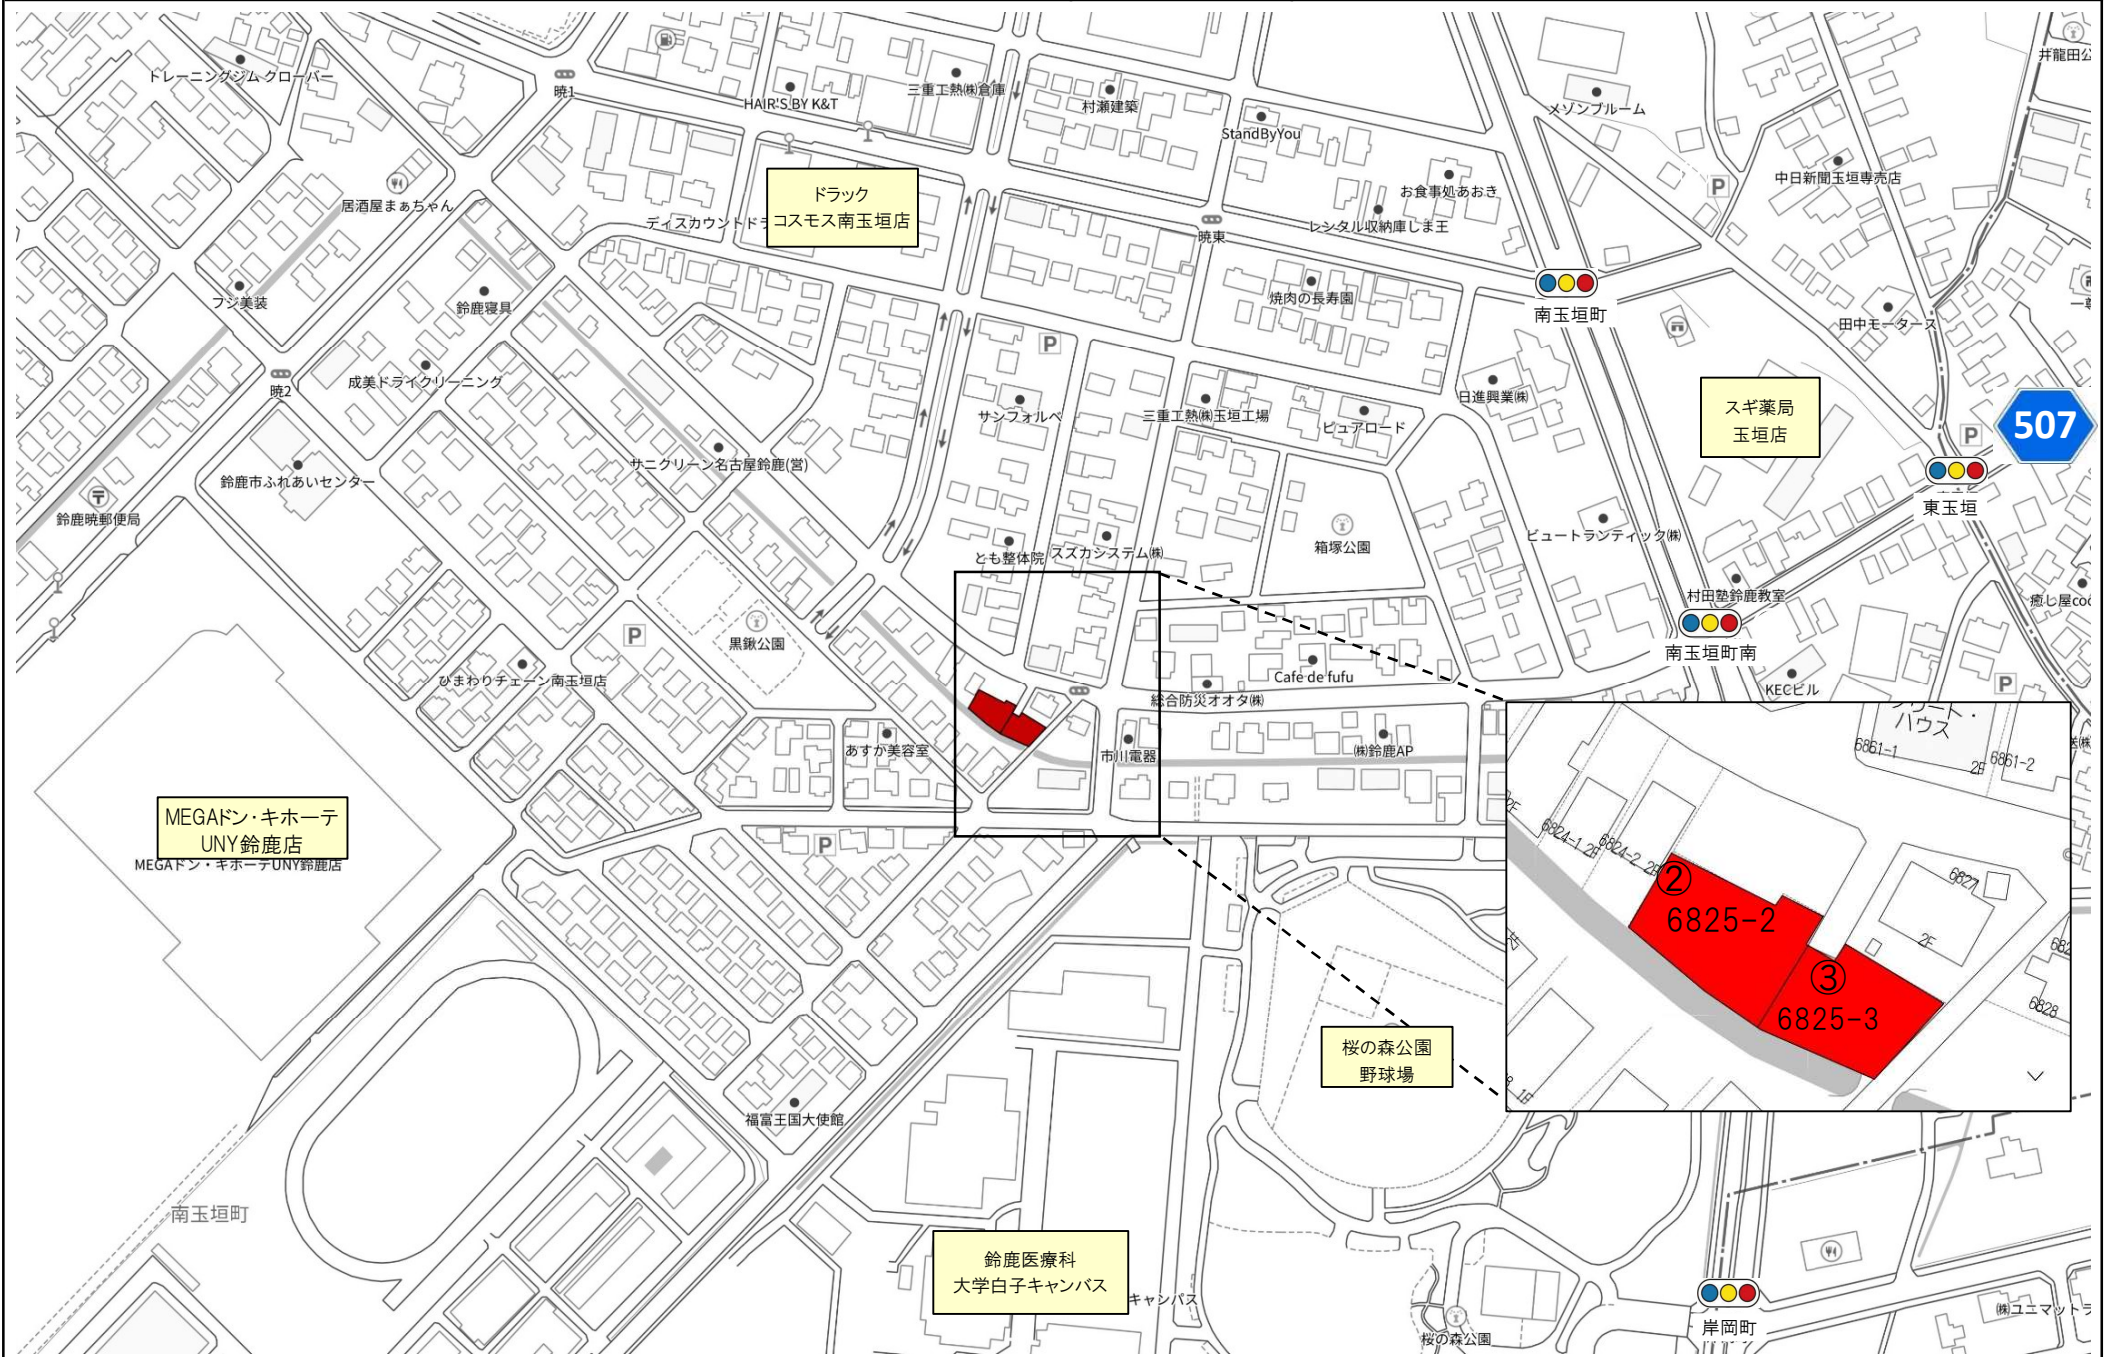 トレーニングジム クローバー
暁1
HAIR'S BY K&T
三重工熱㈱倉庫
村瀬建築
StandByYou
メゾンブルーム
井龍田公
居酒屋まぁちゃん
ドラック
コスモス南玉垣店
ディスカウントドラ
暁東
お食事処あおき
レンタル収納庫しま王
中日新聞玉垣専売店
P
フジ美装
鈴鹿寝具
焼肉の長寿園
南玉垣町
田中モータース
P
暁2
成美ドライクリーニング
サンフォルベ
三重工熱㈱玉垣工場
ピュアロード
日進興業㈱
スギ薬局
玉垣店
507
P
東玉垣
鈴鹿市ふれあいセンター
サニクリーン名古屋鈴鹿(営)
鈴鹿暁郵便局
とも整体院
スズカシステム㈱
箱塚公園
ビュートランティック㈱
村田塾鈴鹿教室
癒し屋coc
南玉垣町南
黒鍬公園
P
ひまわりチェーン南玉垣店
Café de fufu
総合防災オオタ㈱
KECビル
P
あすか美容室
市川電器
㈱鈴鹿AP
MEGAドン・キホーテ
UNY鈴鹿店
MEGAドン・キホーテUNY鈴鹿店
P
ハウス
6861-1
2F
6861-2
2F
6824-1 2F
6824-2 2F
②
6825-2
6827
2F
③
6825-3
6828
1F
桜の森公園
野球場
福富王国大使館
南玉垣町
鈴鹿医療科
大学白子キャンバス
キャンパス
桜の森公園
岸岡町
㈱ユニマットラ